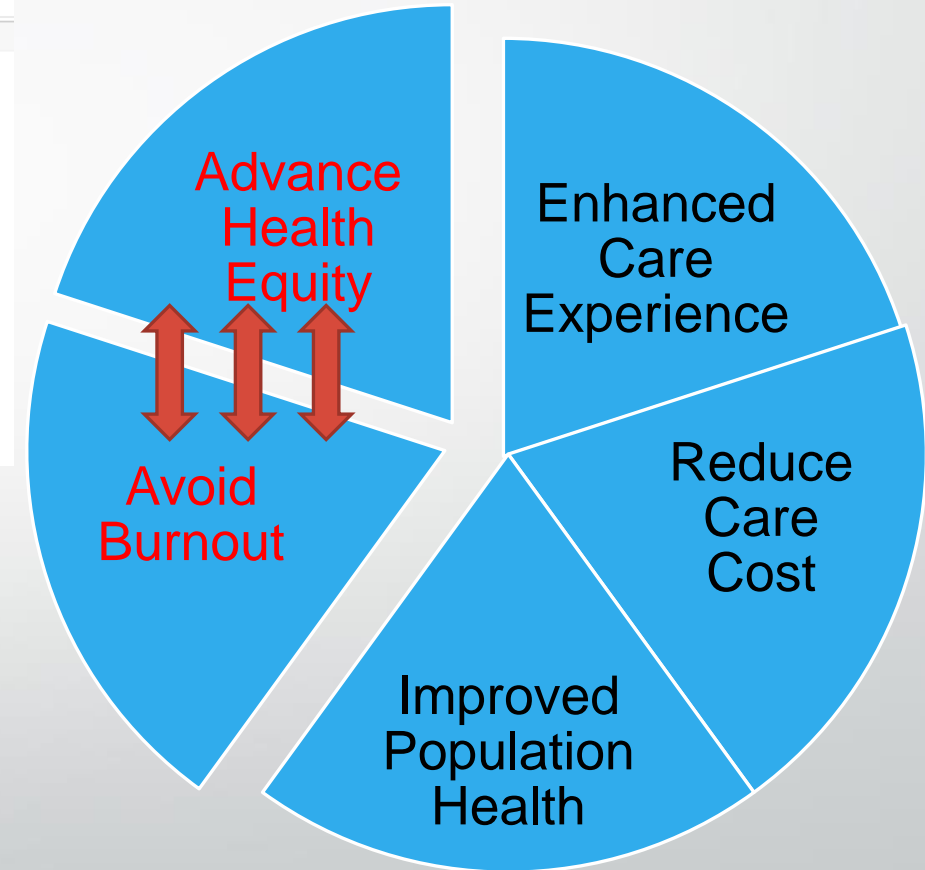 Advance
Health
Equity
Enhanced
Care
Experience
Avoid
Burnout
Reduce
Care
Cost
Improved
Population
Health